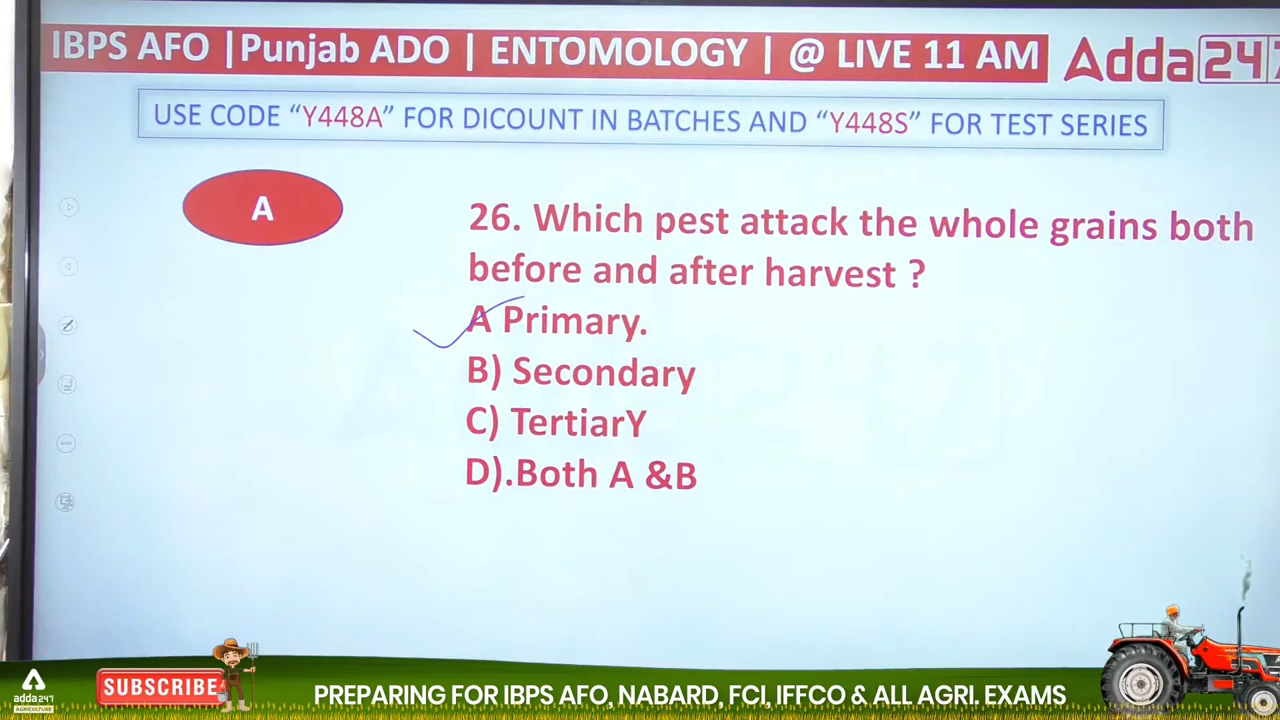 IBPS AFO |Punjab ADO | ENTOMOLOGY | @ LIVE 11 AM
Adda247
USE CODE “Y448A” FOR DICOUNT IN BATCHES AND “Y448S” FOR TEST SERIES
A
26. Which pest attack the whole grains both
before and after harvest ?
A Primary.
B) Secondary
C) TertiarY
D).Both A &B
adda247
AGRICULTURE
SUBSCRIBE
PREPARING FOR IBPS AFO, NABARD, FCI, IFFCO & ALL AGRI. EXAMS